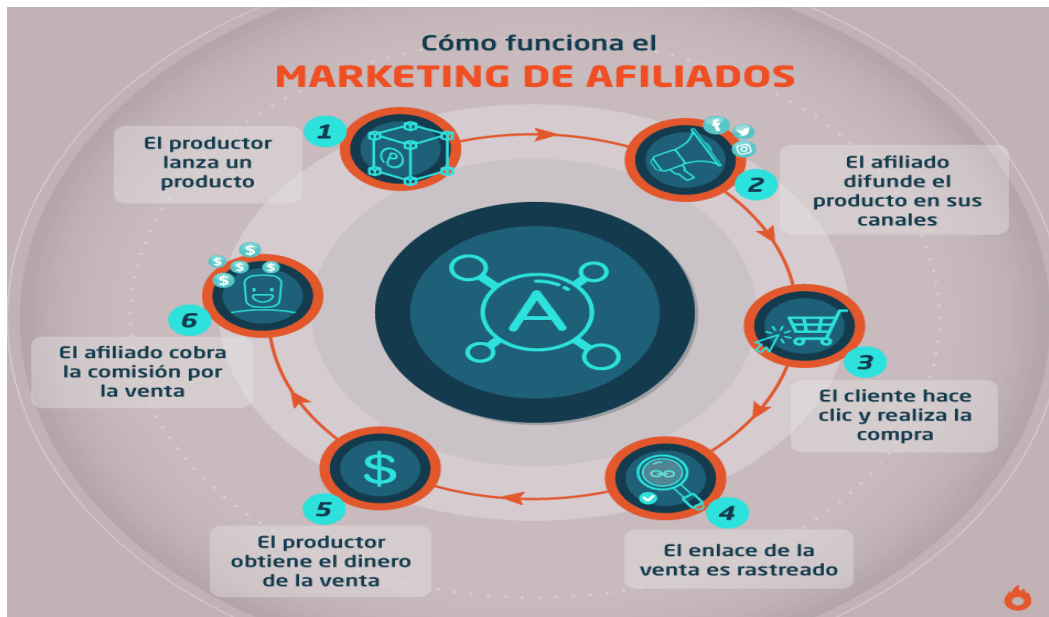 Cómo funciona el
MARKETING DE AFILIADOS
1
El productor
lanza un
producto
2
El afiliado
difunde el
producto en sus
canales
3
El cliente hace
clic y realiza la
compra
4
El enlace de la
venta es rastreado
5
El productor
obtiene el dinero
de la venta
6
El afiliado cobra
la comisión por
la venta
A
P
$
$
$
$
$
$